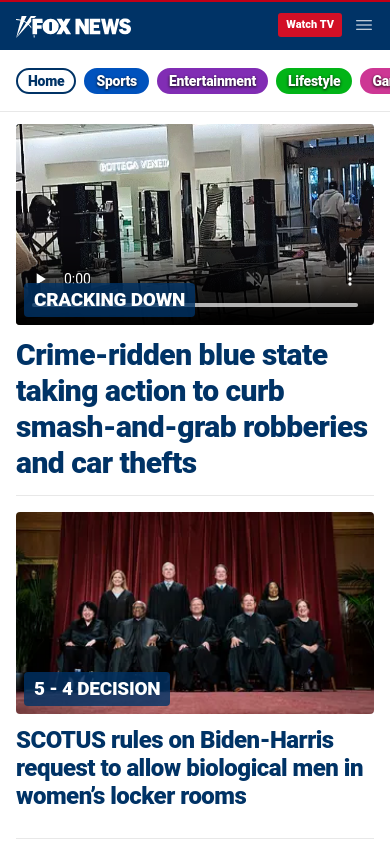 FOX NEWS
Watch TV
Home
Sports
Entertainment
Lifestyle
BOTTEGA VENETA
0:00
CRACKING DOWN
Crime-ridden blue state
taking action to curb
smash-and-grab robberies
and car thefts
5 - 4 DECISION
SCOTUS rules on Biden-Harris
request to allow biological men in
women’s locker rooms